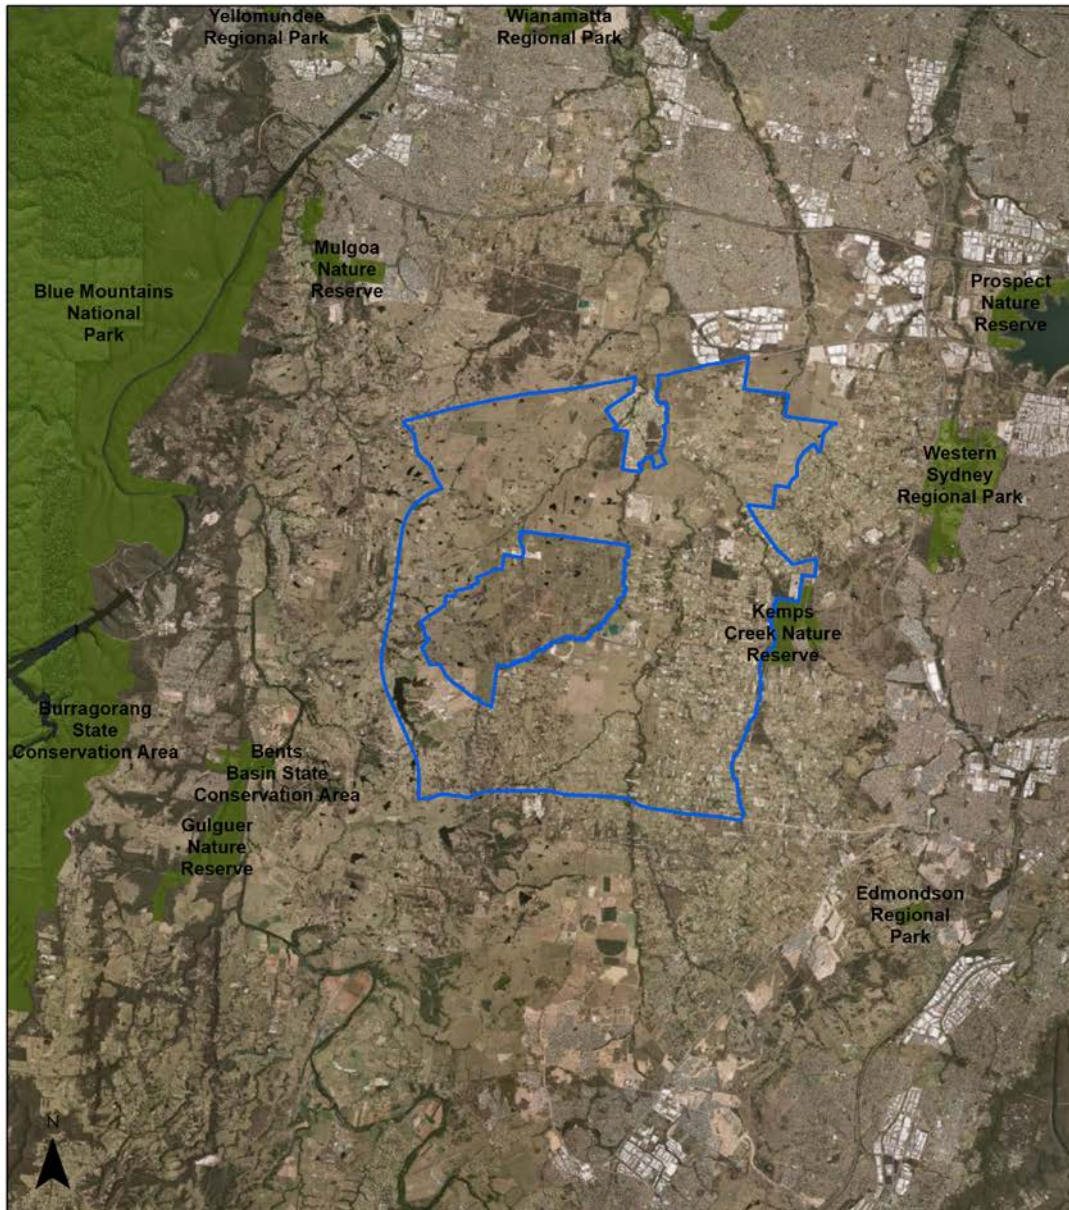 Yellomundee
Regional Park
Wianamatta
Regional Park
Mulgoa
Nature
Reserve
Blue Mountains
National
Park
Prospect
Nature
Reserve
Western
Sydney
Regional Park
Kemps
Creek Nature
Reserve
Burragorang
State
Conservation Area
Bents
Basin State
Conservation Area
Gulguer
Nature
Reserve
Edmondson
Regional
Park
N